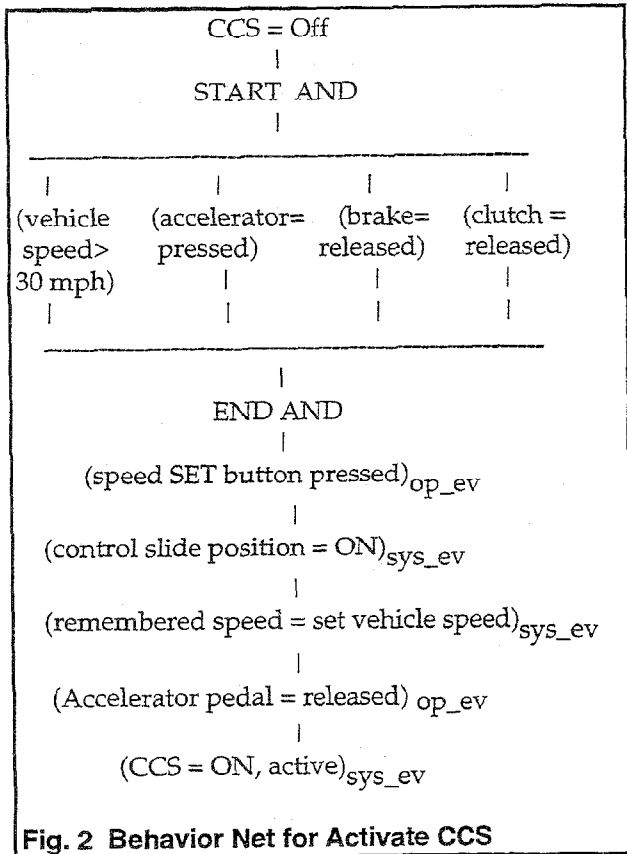 CCS = Off
START AND
(vehicle (accelerator= (brake= (clutch =
speed> pressed) released) released)
30 mph)
END AND
(speed SET button pressed)op_ev
(control slide position = ON)sys_ev
(remembered speed = set vehicle speed)sys_ev
(Accelerator pedal = released) op_ev
(CCS = ON, active)sys_ev
Fig. 2 Behavior Net for Activate CCS